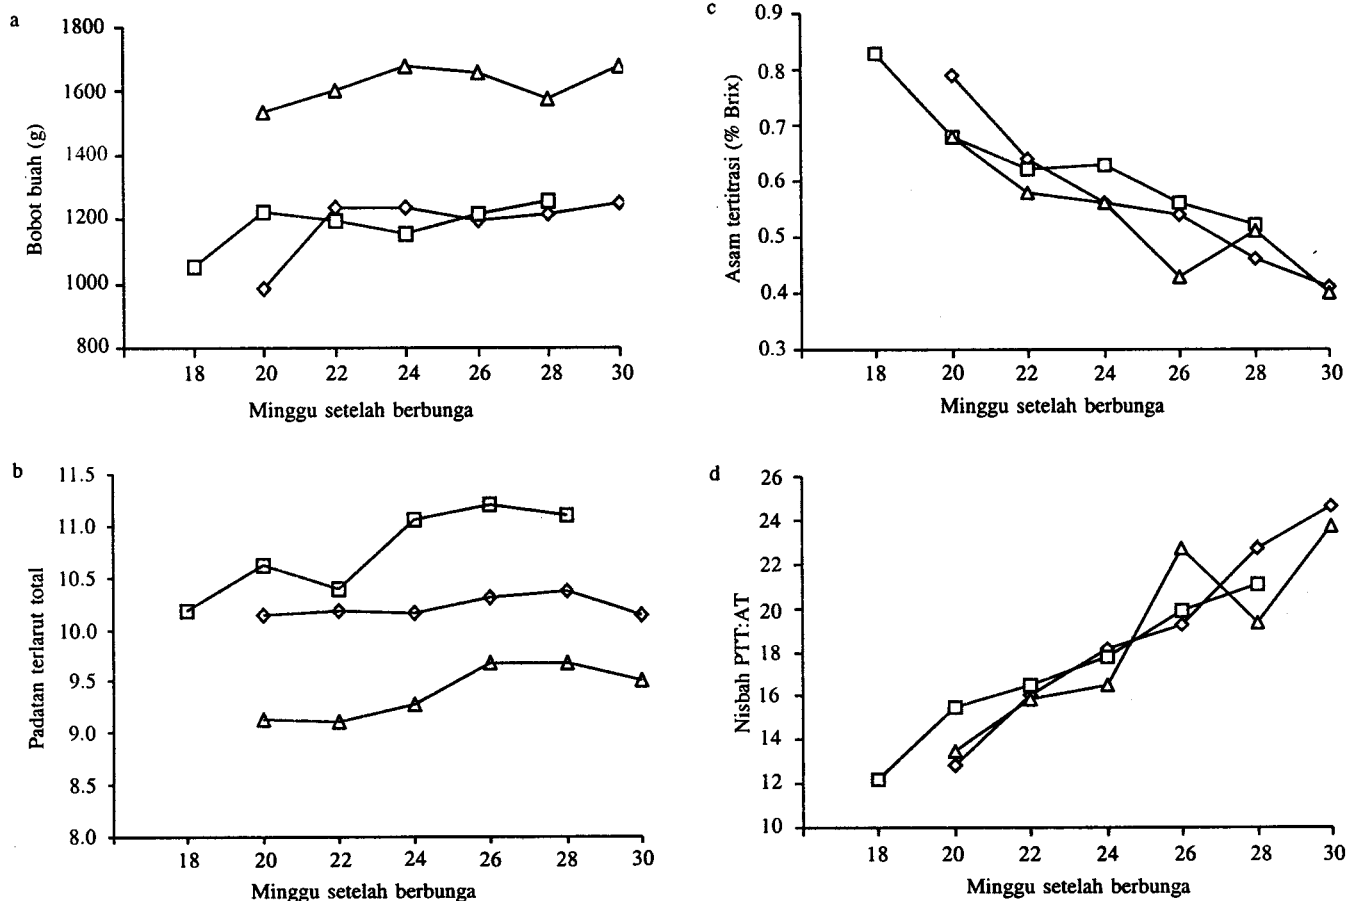 a
1800
1600
1400
1200
1000
800
Bobot buah (g)
18 20 22 24 26 28 30
Minggu setelah berbunga
c
0.9
0.8
0.7
0.6
0.5
0.4
0.3
Asam tertitrasi (% Brix)
18 20 22 24 26 28 30
Minggu setelah berbunga
b
11.5
11.0
10.5
10.0
9.5
9.0
8.5
8.0
Padatan terlarut total
18 20 22 24 26 28 30
Minggu setelah berbunga
d
26
24
22
20
18
16
14
12
10
Nisbah PTT:AT
18 20 22 24 26 28 30
Minggu setelah berbunga